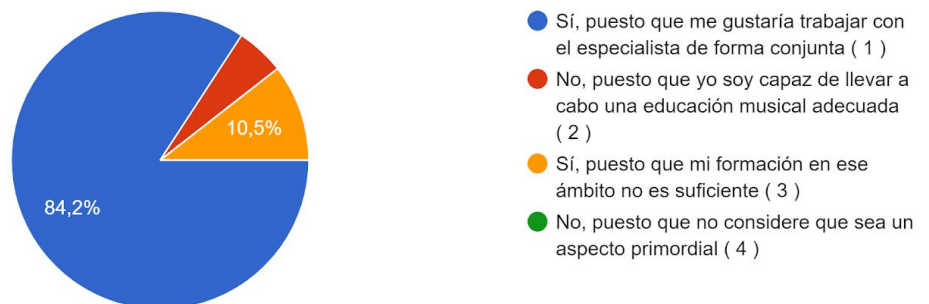 Sí, puesto que me gustaría trabajar con
el especialista de forma conjunta ( 1 )
No, puesto que yo soy capaz de llevar a
cabo una educación musical adecuada
( 2 )
Sí, puesto que mi formación en ese
ámbito no es suficiente ( 3 )
No, puesto que no considere que sea un
aspecto primordial ( 4 )
10,5%
84,2%